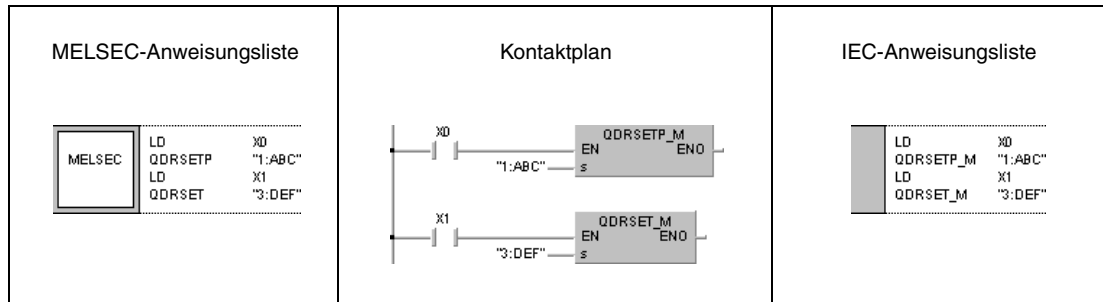 MELSEC-Anweisungsliste
MELSEC
LD X0
QDRSETP "1:ABC"
LD X1
QDRSET "3:DEF"
Kontaktplan
X0
QDRSETP_M
EN ENO
"1:ABC" s
X1
QDRSET_M
EN ENO
"3:DEF" s
IEC-Anweisungsliste
LD X0
QDRSETP_M "1:ABC"
LD X1
QDRSET_M "3:DEF"